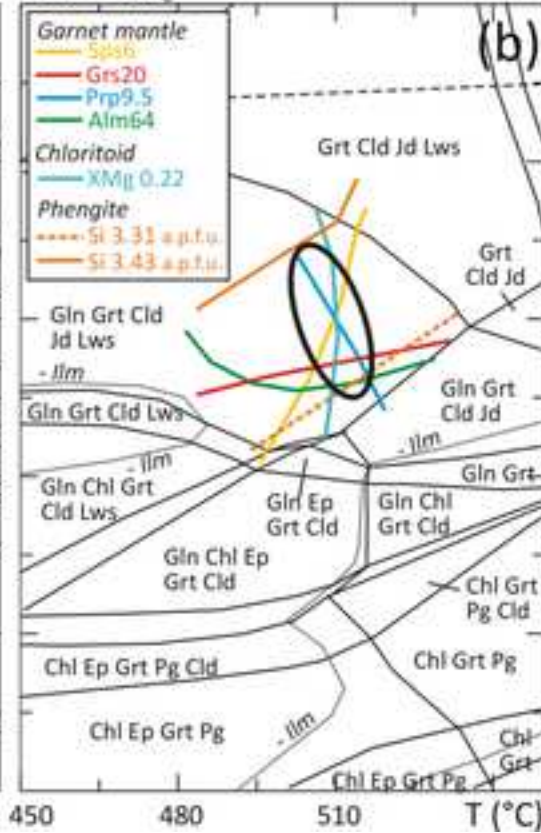 (b)
Garnet mantle
Sps6
Grs20
Prp9.5
Alm64
Chloritoid
XMg 0.22
Phengite
Si 3.31 a.p.f.u.
Si 3.43 a.p.f.u.
Grt Cld Jd Lws
Grt
Cld Jd
Gln Grt Cld
Jd Lws
- Ilm
Gln Grt Cld Lws
Gln Grt
Cld Jd
- Ilm
- Ilm
Gln Grt
Gln Chl Grt
Cld Lws
Gln Ep
Grt Cld
Gln Chl
Grt Cld
Gln Chl Ep
Grt Cld
Chl Grt
Pg Cld
Chl Ep Grt Pg Cld
Chl Grt Pg
Chl Ep Grt Pg
- Ilm
Chl
Grt
Chl Ep Grt Pg
450 480 510 T (°C)